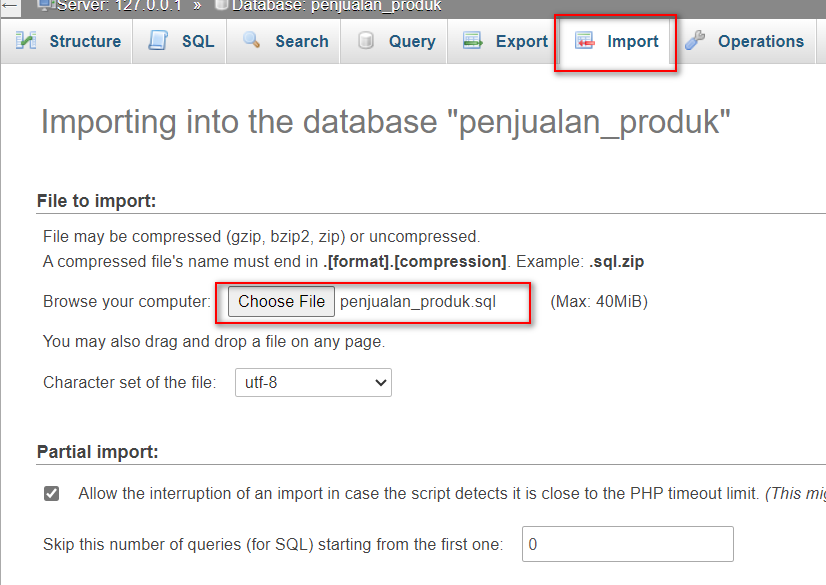 Server: 127.0.0.1 » Database: penjualan_produk
Structure SQL Search Query Export Import Operations
Importing into the database "penjualan_produk"
File to import:
File may be compressed (gzip, bzip2, zip) or uncompressed.
A compressed file's name must end in .[format].[compression]. Example: .sql.zip
Browse your computer: Choose File penjualan_produk.sql (Max: 40MiB)
You may also drag and drop a file on any page.
Character set of the file: utf-8
Partial import:
Allow the interruption of an import in case the script detects it is close to the PHP timeout limit. (This
Skip this number of queries (for SQL) starting from the first one: 0